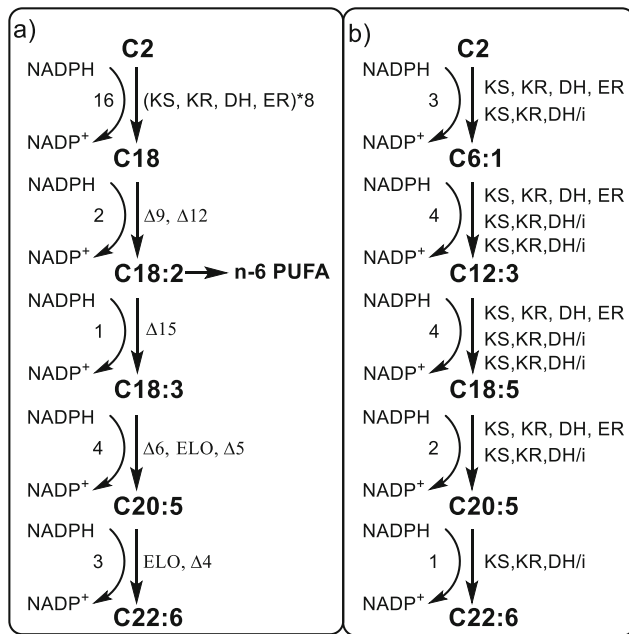 a)
C2
NADPH
16
(KS, KR, DH, ER)*8
NADP+
C18
NADPH
2
Δ9, Δ12
NADP+
C18:2 n-6 PUFA
NADPH
1
Δ15
NADP+
C18:3
NADPH
4
Δ6, ELO, Δ5
NADP+
C20:5
NADPH
3
ELO, Δ4
NADP+
C22:6
b)
C2
NADPH
3
KS, KR, DH, ER
KS,KR,DH/i
NADP+
C6:1
NADPH
4
KS, KR, DH, ER
KS,KR,DH/i
KS,KR,DH/i
NADP+
C12:3
NADPH
4
KS, KR, DH, ER
KS,KR,DH/i
KS,KR,DH/i
NADP+
C18:5
NADPH
2
KS, KR, DH, ER
KS,KR,DH/i
NADP+
C20:5
NADPH
1
KS,KR,DH/i
NADP+
C22:6